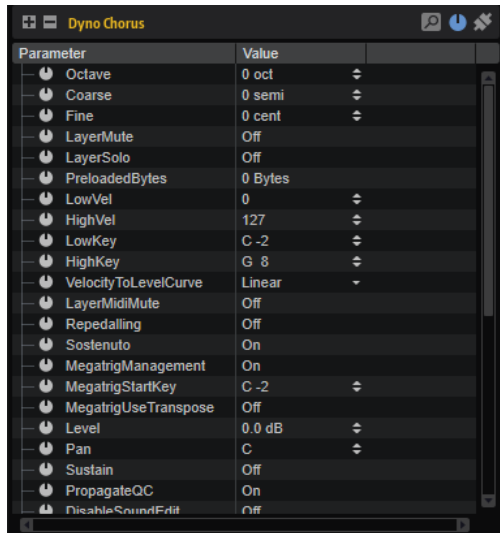 Dyno Chorus
Parameter Value
Octave 0 oct
Coarse 0 semi
Fine 0 cent
LayerMute Off
LayerSolo Off
PreloadedBytes 0 Bytes
LowVel 0
HighVel 127
LowKey C -2
HighKey G 8
VelocityToLevelCurve Linear
LayerMidiMute Off
Repedalling Off
Sostenuto On
MegatrigManagement On
MegatrigStartKey C -2
MegatrigUseTranspose Off
Level 0.0 dB
Pan C
Sustain Off
PropagateQC On
DisableSoundEdit Off